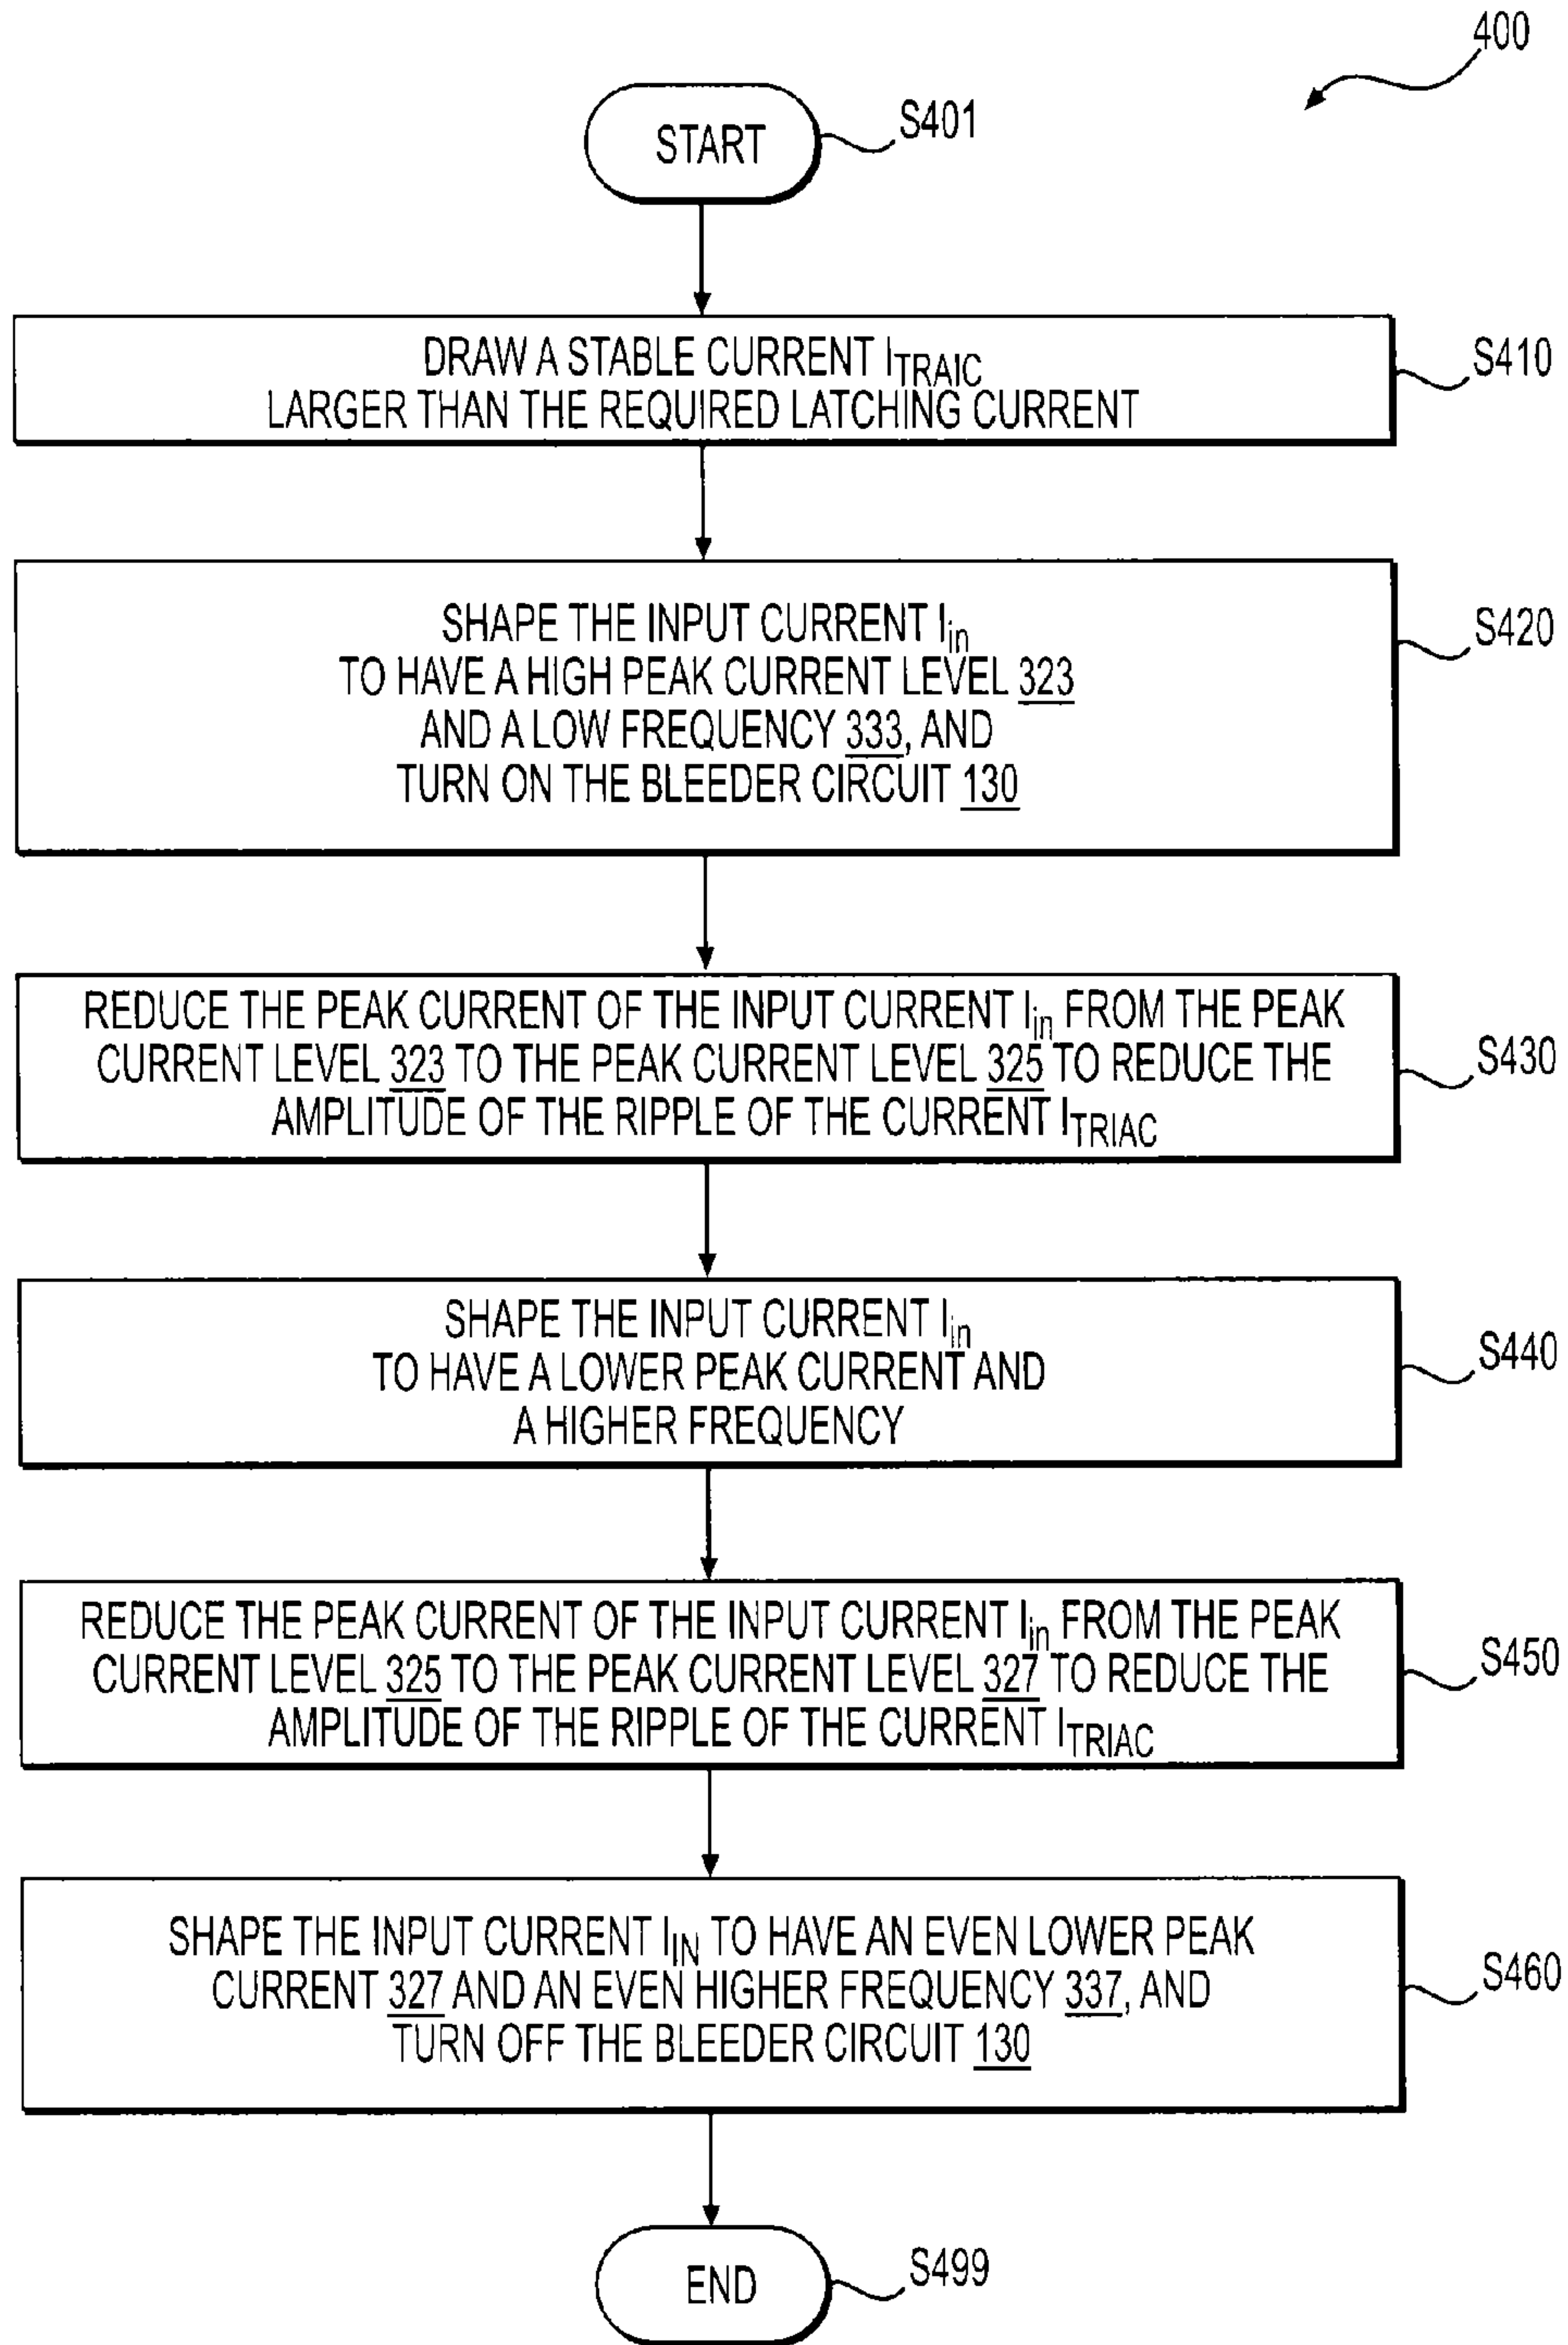 400
START
S401
DRAW A STABLE CURRENT ITRAIC
LARGER THAN THE REQUIRED LATCHING CURRENT
S410
SHAPE THE INPUT CURRENT Iin
TO HAVE A HIGH PEAK CURRENT LEVEL 323
AND A LOW FREQUENCY 333, AND
TURN ON THE BLEEDER CIRCUIT 130
S420
REDUCE THE PEAK CURRENT OF THE INPUT CURRENT Iin FROM THE PEAK
CURRENT LEVEL 323 TO THE PEAK CURRENT LEVEL 325 TO REDUCE THE
AMPLITUDE OF THE RIPPLE OF THE CURRENT ITRIAC
S430
SHAPE THE INPUT CURRENT Iin
TO HAVE A LOWER PEAK CURRENT AND
A HIGHER FREQUENCY
S440
REDUCE THE PEAK CURRENT OF THE INPUT CURRENT Iin FROM THE PEAK
CURRENT LEVEL 325 TO THE PEAK CURRENT LEVEL 327 TO REDUCE THE
AMPLITUDE OF THE RIPPLE OF THE CURRENT ITRIAC
S450
SHAPE THE INPUT CURRENT IIN TO HAVE AN EVEN LOWER PEAK
CURRENT 327 AND AN EVEN HIGHER FREQUENCY 337, AND
TURN OFF THE BLEEDER CIRCUIT 130
S460
END
S499